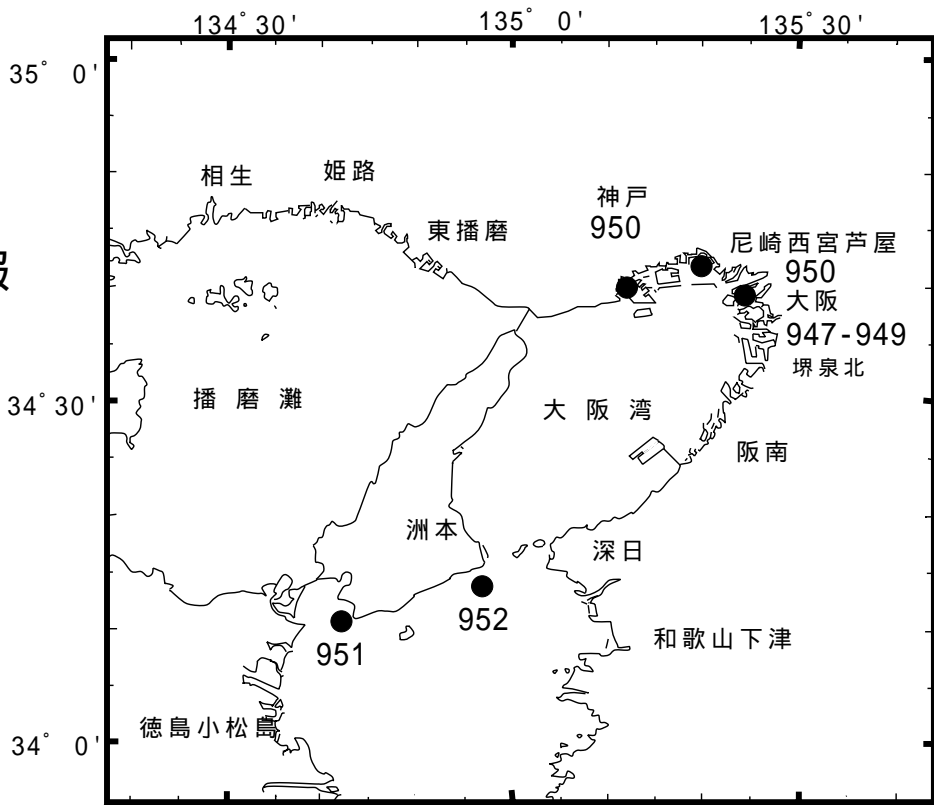 134° 30'
135° 0'
135° 30'
35° 0'
相生
姫路
神戸
950
東播磨
尼崎西宮芦屋
950
報
大阪
947-949
堺泉北
播磨灘
34° 30'
大阪湾
阪南
洲本
深日
952
951
和歌山下津
徳島小松島
34° 0'